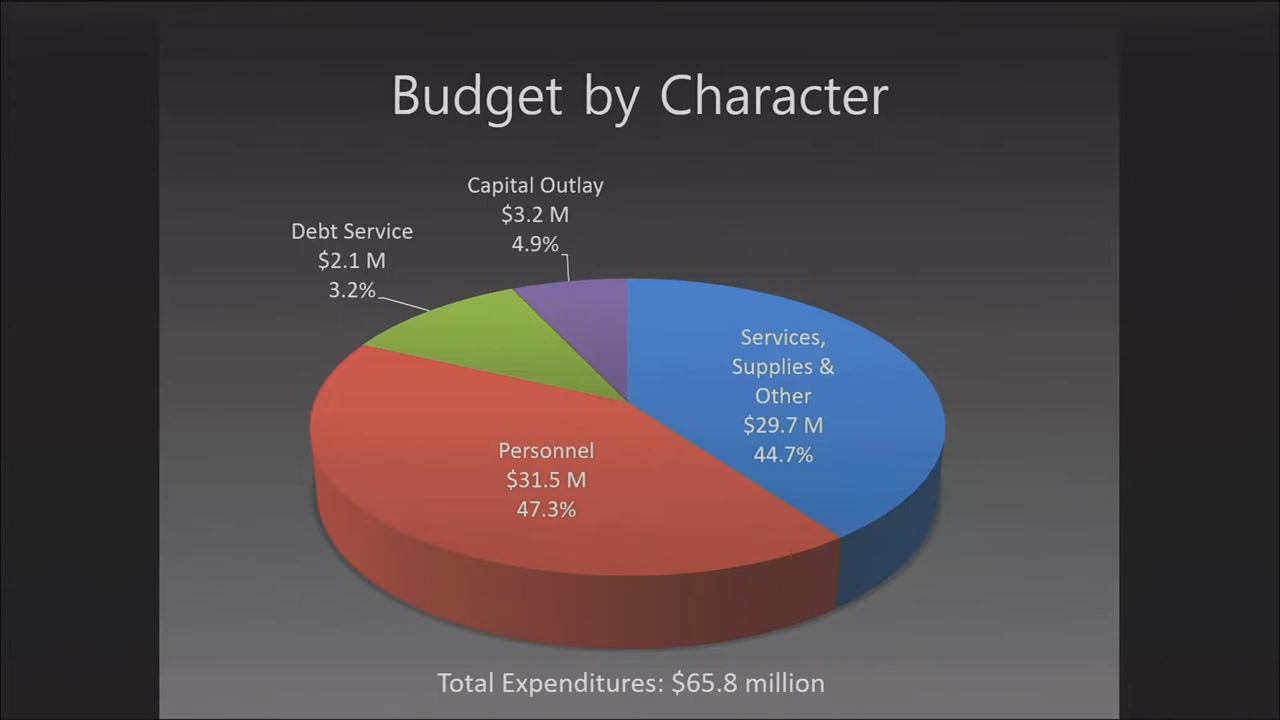 Budget by Character
Capital Outlay
$3.2 M
4.9%
Debt Service
$2.1 M
3.2%
Services,
Supplies &
Other
$29.7 M
44.7%
Personnel
$31.5 M
47.3%
Total Expenditures: $65.8 million